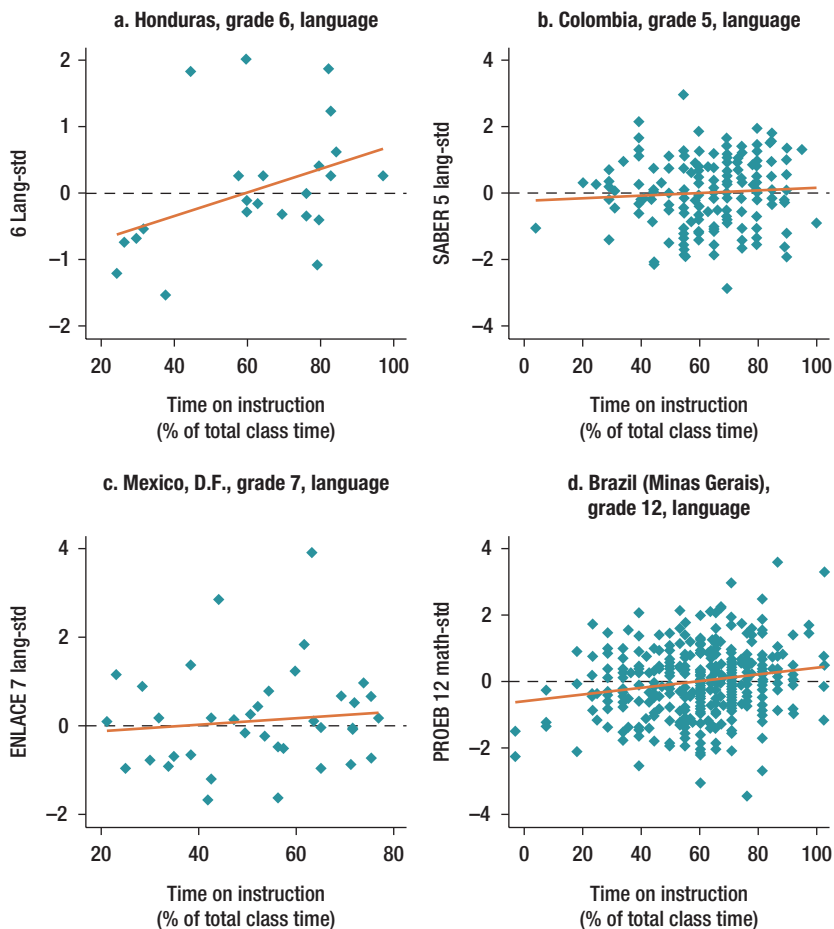 a. Honduras, grade 6, language
6 Lang-std
2
1
0
–1
–2
20
40
60
80
100
Time on instruction
(% of total class time)
b. Colombia, grade 5, language
SABER 5 lang-std
4
2
0
–2
–4
0
20
40
60
80
100
Time on instruction
(% of total class time)
c. Mexico, D.F., grade 7, language
ENLACE 7 lang-std
4
2
0
–2
20
40
60
80
Time on instruction
(% of total class time)
d. Brazil (Minas Gerais),
grade 12, language
PROEB 12 math-std
4
2
0
–2
–4
0
20
40
60
80
100
Time on instruction
(% of total class time)